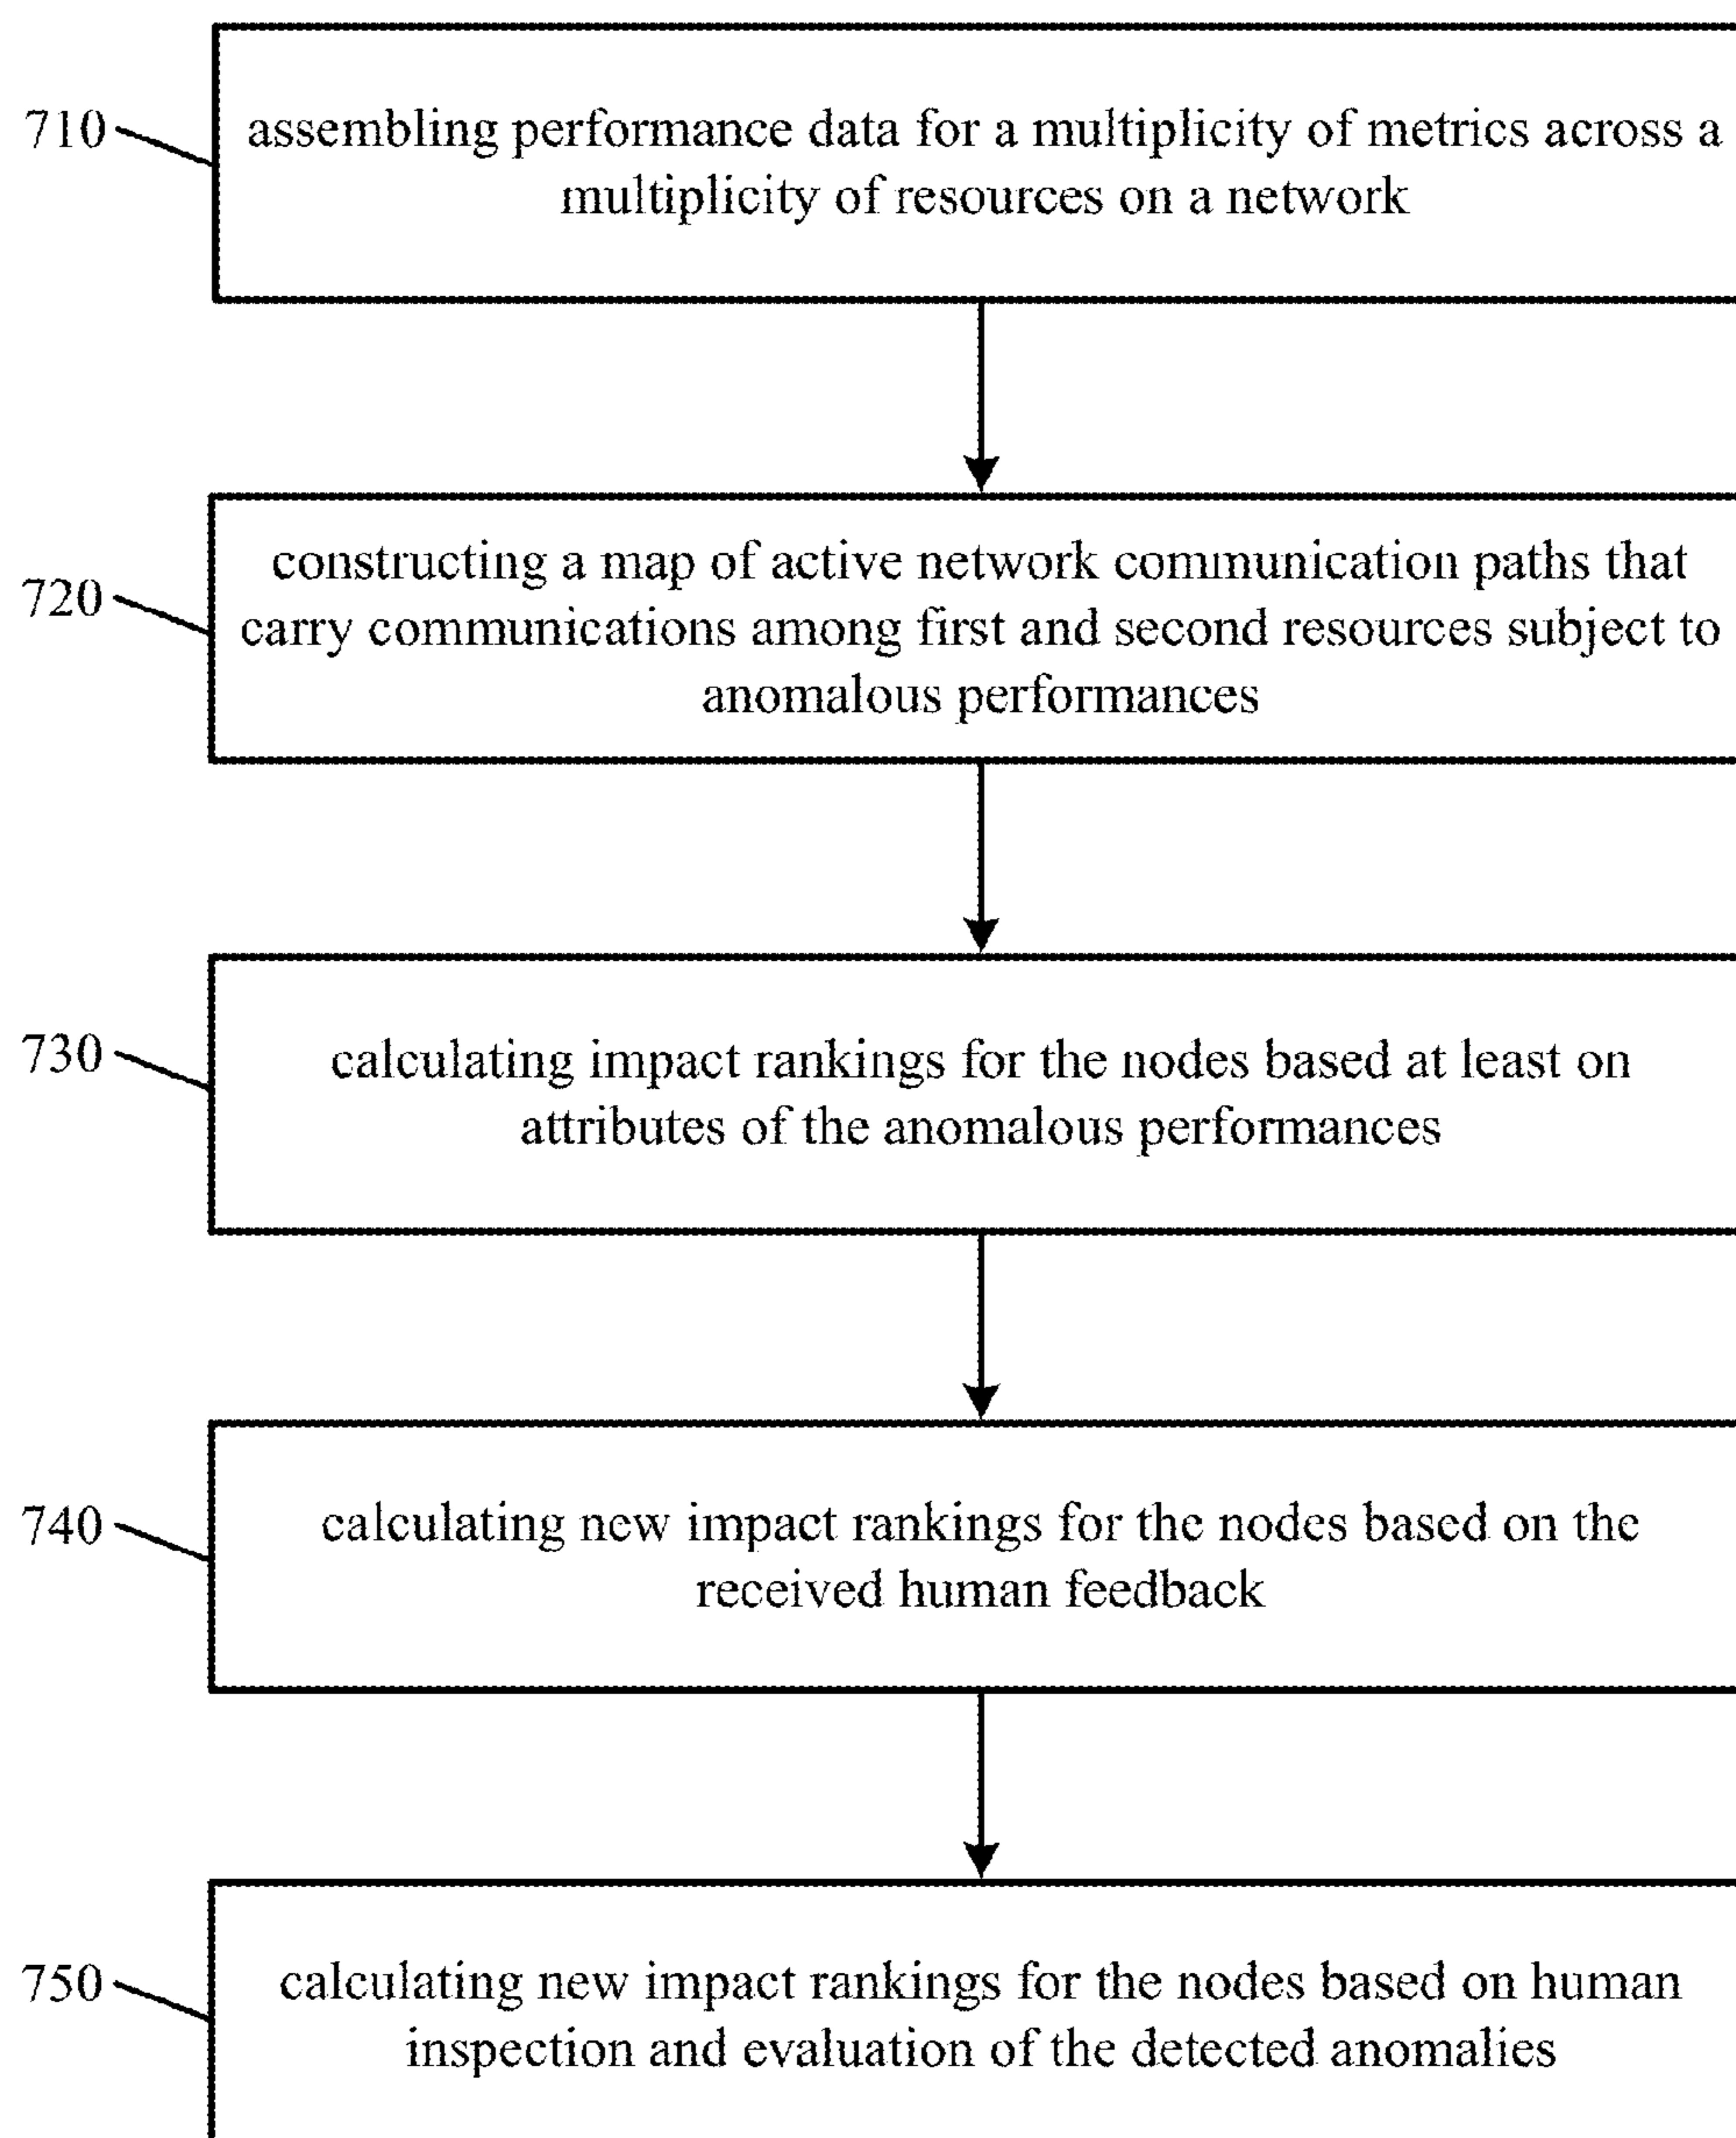 710
assembling performance data for a multiplicity of metrics across a
multiplicity of resources on a network
720
constructing a map of active network communication paths that
carry communications among first and second resources subject to
anomalous performances
730
calculating impact rankings for the nodes based at least on
attributes of the anomalous performances
740
calculating new impact rankings for the nodes based on the
received human feedback
750
calculating new impact rankings for the nodes based on human
inspection and evaluation of the detected anomalies